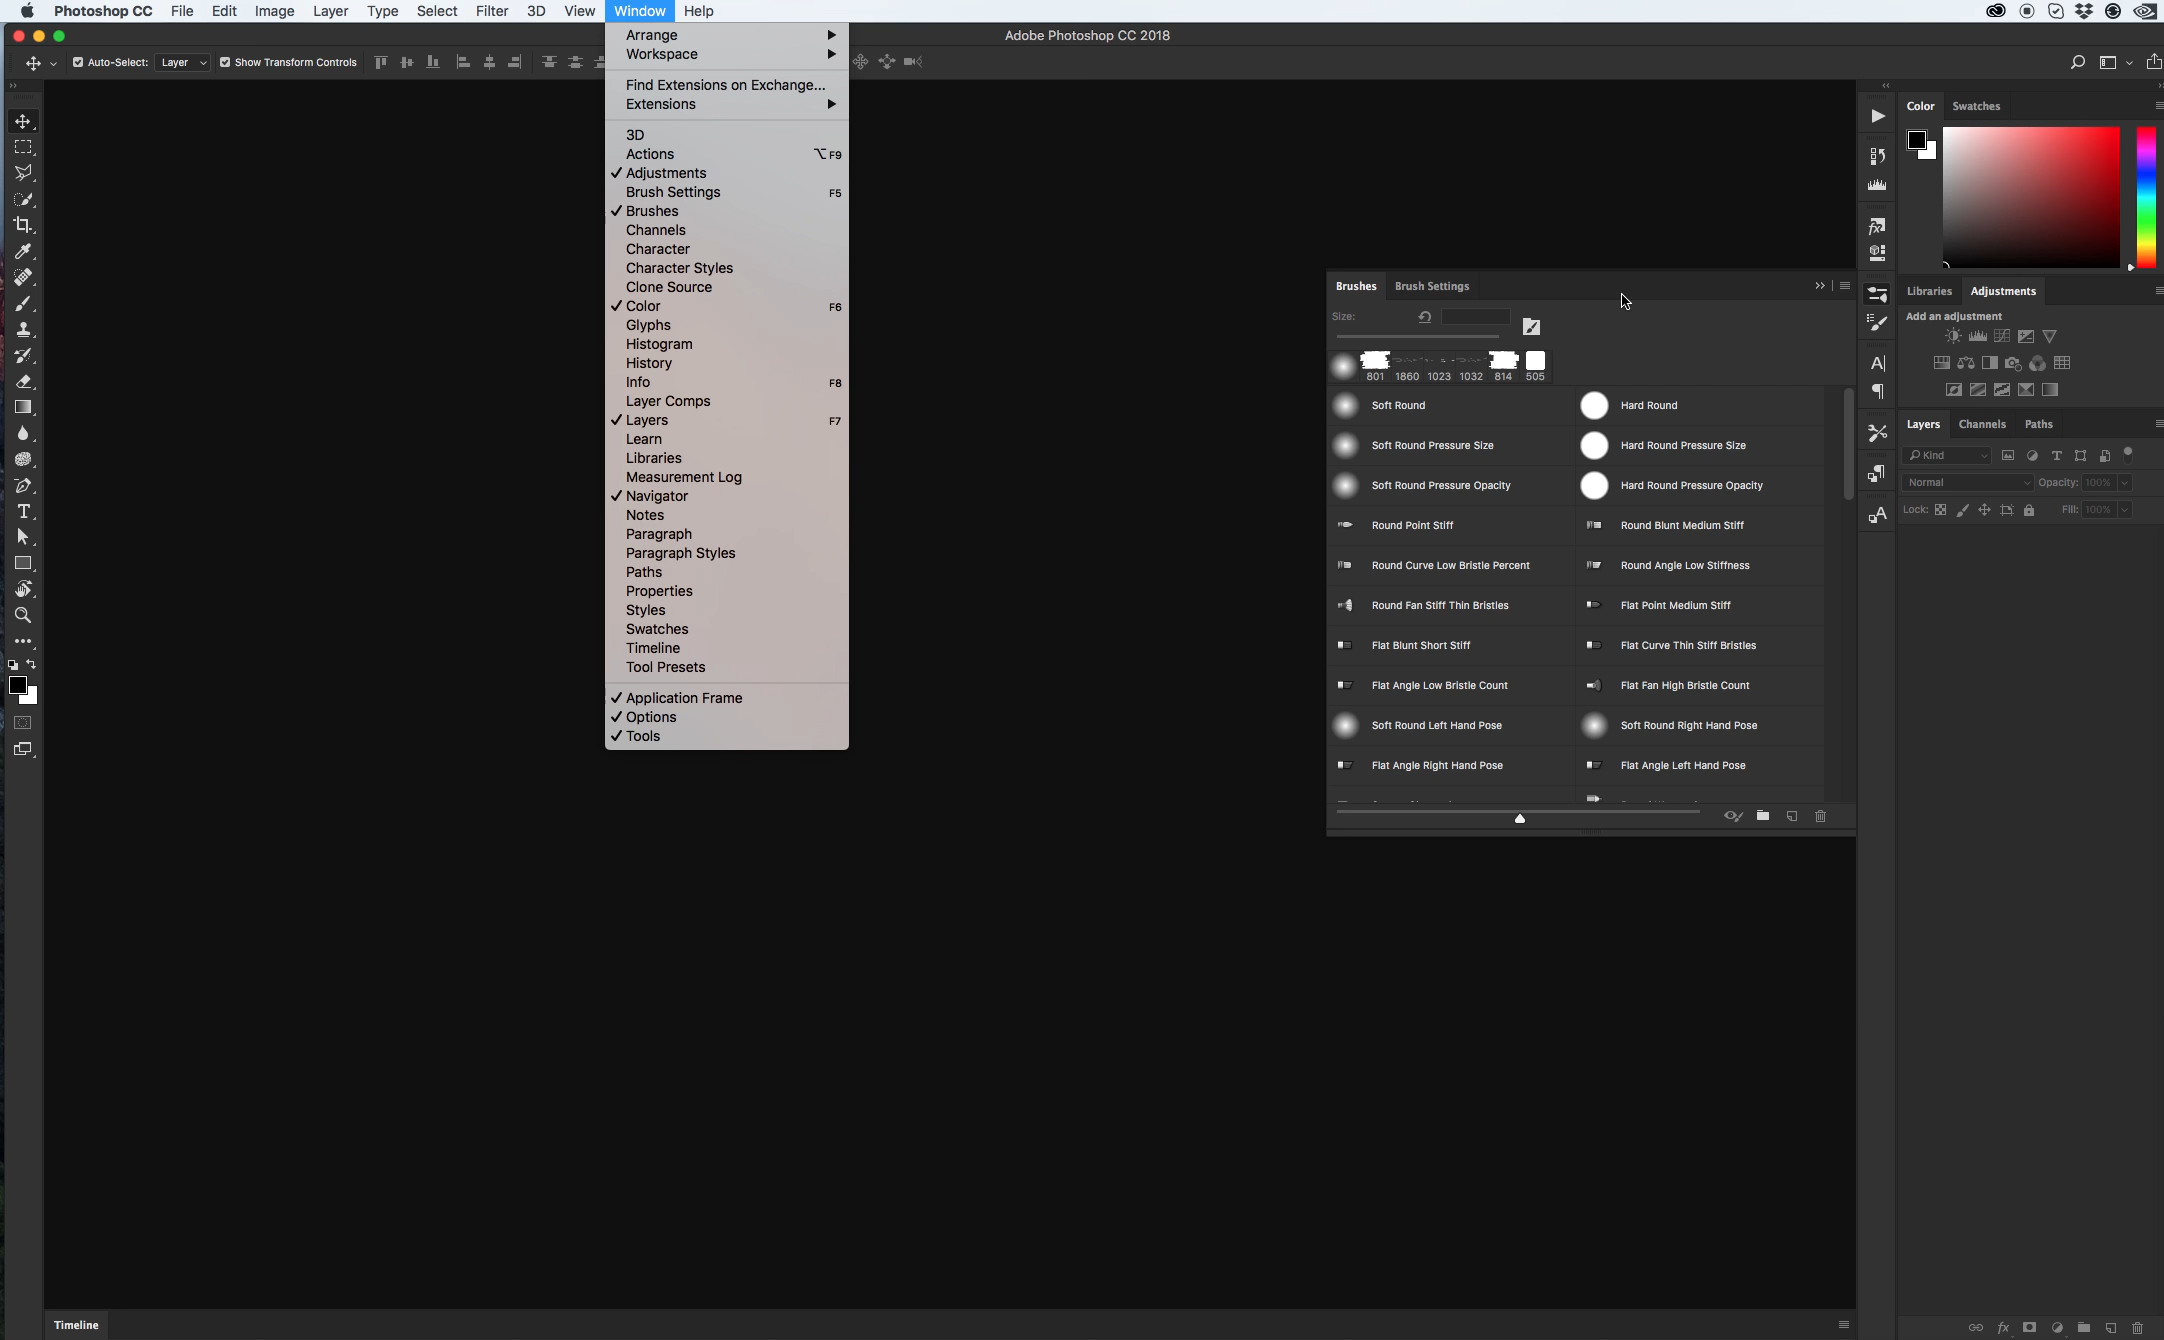 Photoshop CC File Edit Image Layer Type Select Filter 3D View Window Help
Adobe Photoshop CC 2018
Auto-Select: Layer Show Transform Controls
Arrange
Workspace
Find Extensions on Exchange...
Extensions
3D
Actions ⌥F9
Adjustments
Brush Settings F5
Brushes
Channels
Character
Character Styles
Clone Source
Color F6
Glyphs
Histogram
History
Info F8
Layer Comps
Layers F7
Learn
Libraries
Measurement Log
Navigator
Notes
Paragraph
Paragraph Styles
Paths
Properties
Styles
Swatches
Timeline
Tool Presets
Application Frame
Options
Tools
Brushes Brush Settings
Size:
801 1860 1023 1032 814 505
Soft Round Hard Round
Soft Round Pressure Size Hard Round Pressure Size
Soft Round Pressure Opacity Hard Round Pressure Opacity
Round Point Stiff Round Blunt Medium Stiff
Round Curve Low Bristle Percent Round Angle Low Stiffness
Round Fan Stiff Thin Bristles Flat Point Medium Stiff
Flat Blunt Short Stiff Flat Curve Thin Stiff Bristles
Flat Angle Low Bristle Count Flat Fan High Bristle Count
Soft Round Left Hand Pose Soft Round Right Hand Pose
Flat Angle Right Hand Pose Flat Angle Left Hand Pose
Color Swatches
Libraries Adjustments
Add an adjustment
Layers Channels Paths
Kind
Normal Opacity: 100%
Lock: Fill: 100%
Timeline